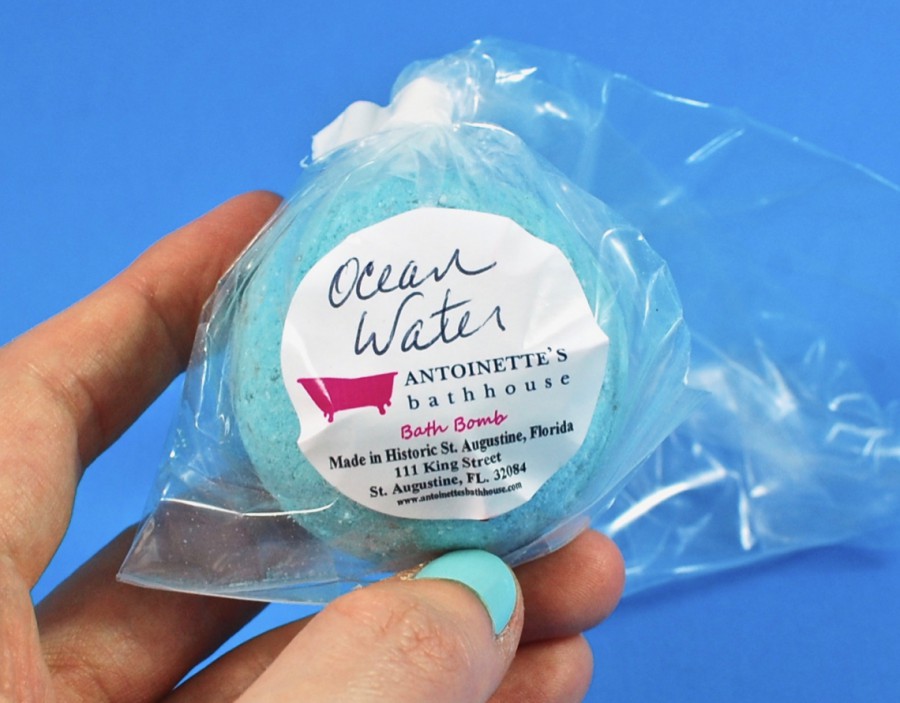 Ocean
Water
ANTOINETTE'S
bathhouse
Bath Bomb
Made in Historic St. Augustine, Florida
111 King Street
St. Augustine, FL. 32084
www.antoinettesbathhouse.com